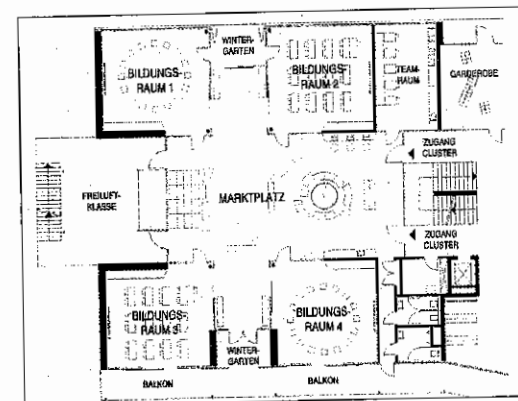 WINTER-
GARTEN
BILDUNGS-
RAUM 1
BILDUNGS-
RAUM 2
TEAM-
RAUM
GARDEROBE
ZUGANG
CLUSTER
FREILUFT-
KLASSE
MARKTPLATZ
ZUGANG
CLUSTER
BILDUNGS-
RAUM 3
BILDUNGS-
RAUM 4
WINTER-
GARTEN
BALKON
BALKON